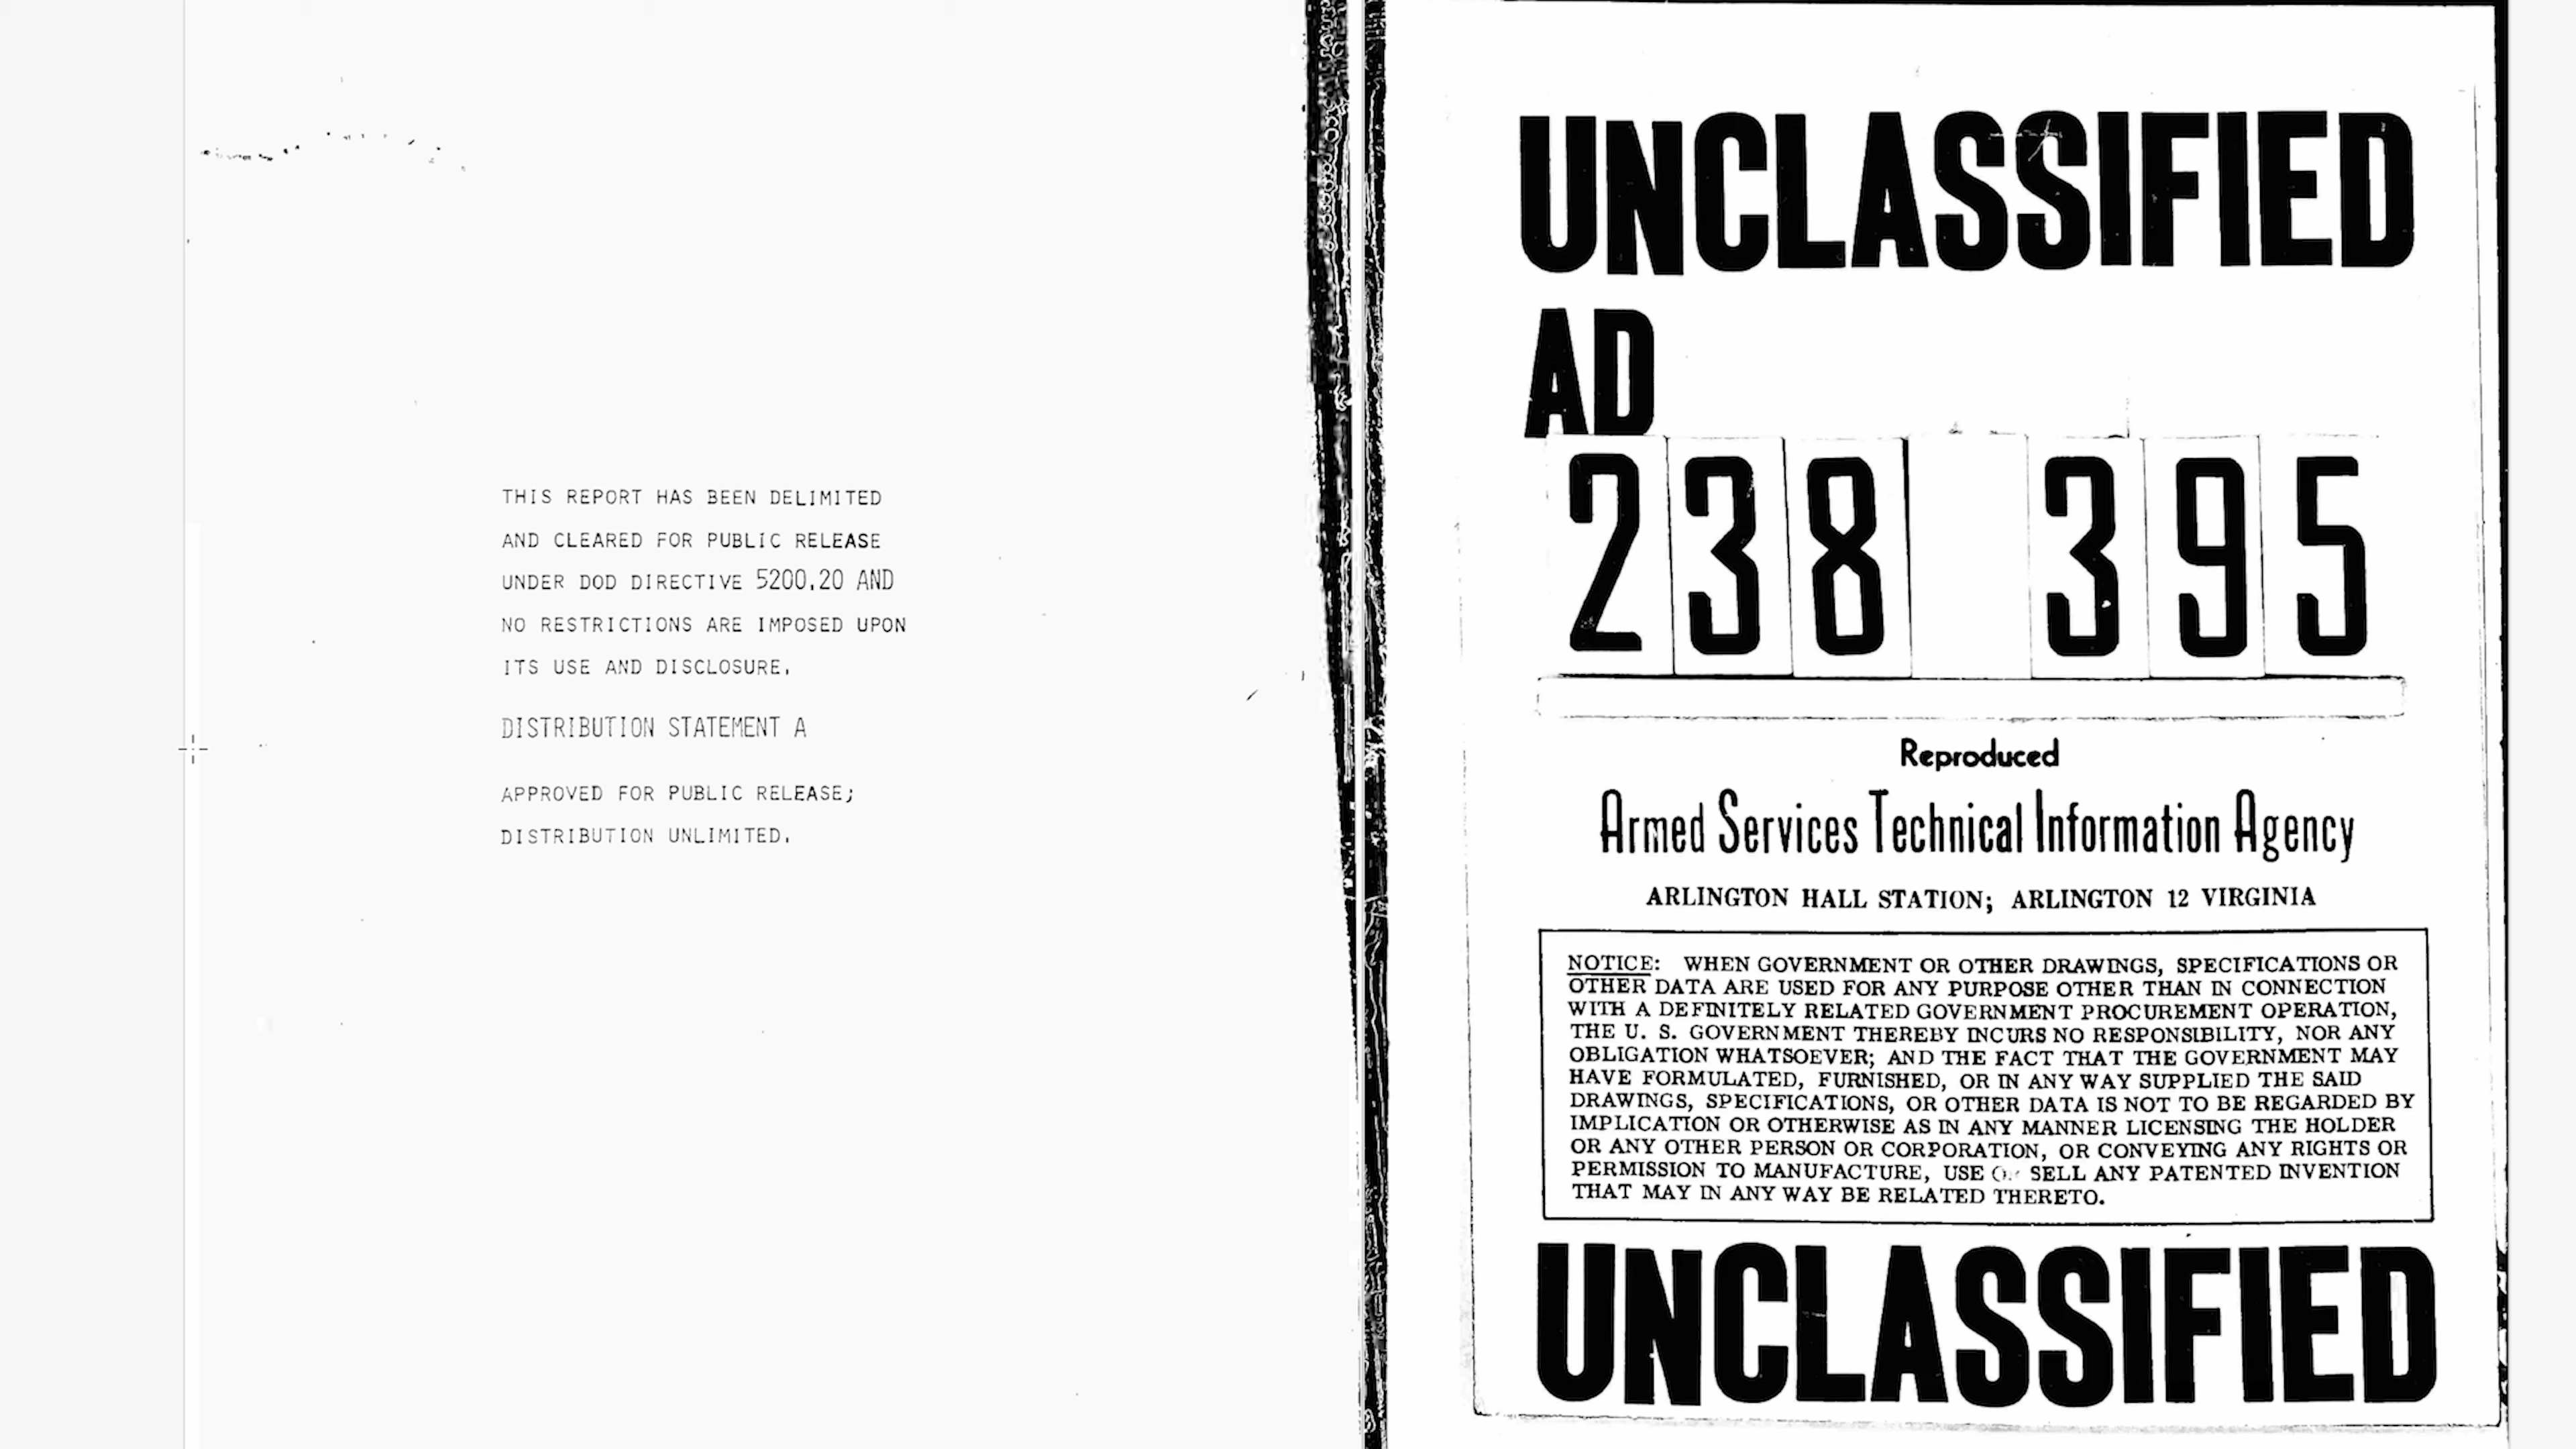 THIS REPORT HAS BEEN DELIMITED
AND CLEARED FOR PUBLIC RELEASE
UNDER DOD DIRECTIVE 5200.20 AND
NO RESTRICTIONS ARE IMPOSED UPON
ITS USE AND DISCLOSURE.
DISTRIBUTION STATEMENT A
APPROVED FOR PUBLIC RELEASE;
DISTRIBUTION UNLIMITED.
UNCLASSIFIED
AD
238 395
Reproduced
Armed Services Technical Information Agency
ARLINGTON HALL STATION; ARLINGTON 12 VIRGINIA
NOTICE: WHEN GOVERNMENT OR OTHER DRAWINGS, SPECIFICATIONS OR
OTHER DATA ARE USED FOR ANY PURPOSE OTHER THAN IN CONNECTION
WITH A DEFINITELY RELATED GOVERNMENT PROCUREMENT OPERATION,
THE U. S. GOVERNMENT THEREBY INCURS NO RESPONSIBILITY, NOR ANY
OBLIGATION WHATSOEVER; AND THE FACT THAT THE GOVERNMENT MAY
HAVE FORMULATED, FURNISHED, OR IN ANY WAY SUPPLIED THE SAID
DRAWINGS, SPECIFICATIONS, OR OTHER DATA IS NOT TO BE REGARDED BY
IMPLICATION OR OTHERWISE AS IN ANY MANNER LICENSING THE HOLDER
OR ANY OTHER PERSON OR CORPORATION, OR CONVEYING ANY RIGHTS OR
PERMISSION TO MANUFACTURE, USE OR SELL ANY PATENTED INVENTION
THAT MAY IN ANY WAY BE RELATED THERETO.
UNCLASSIFIED